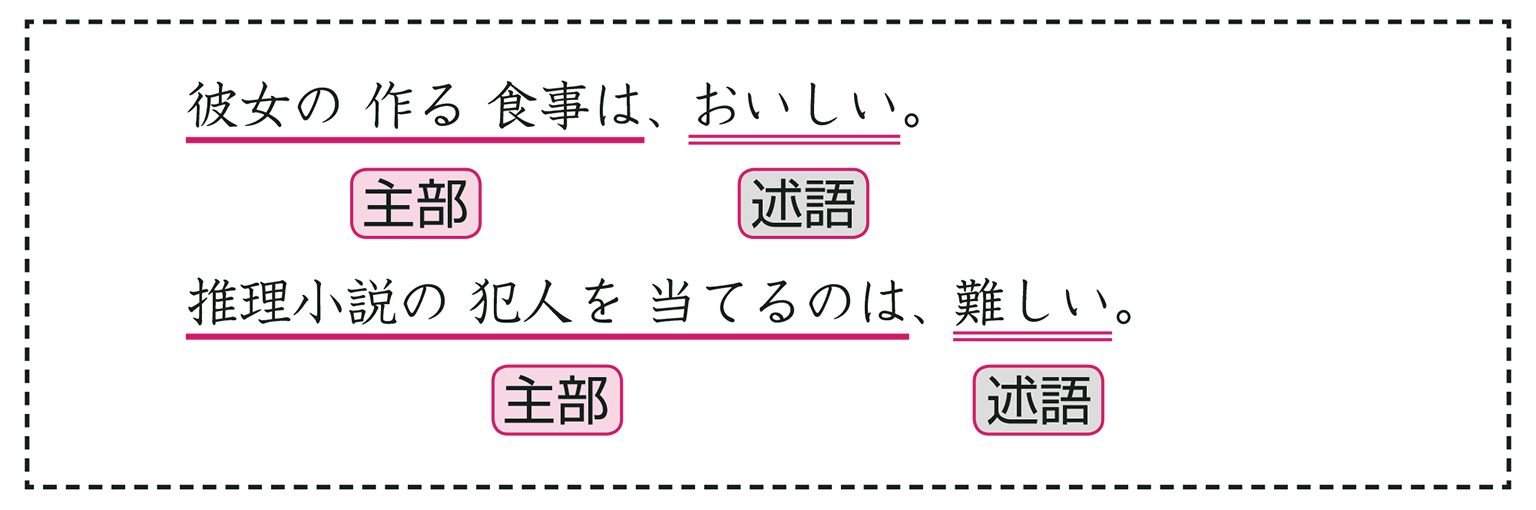 彼女の 作る 食事は、おいしい。
主部 述語
推理小説の 犯人を 当てるのは、難しい。
主部 述語